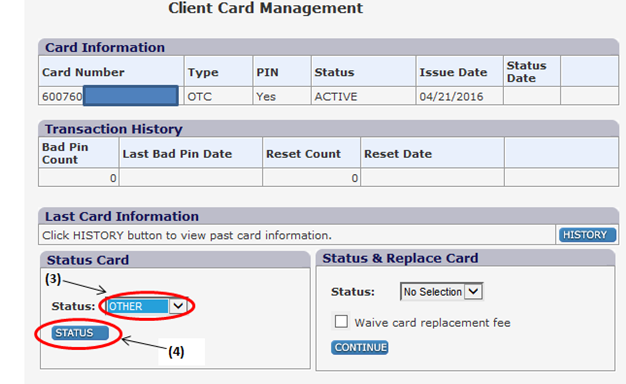 Client Card Management
Card Information
Card Number Type PIN Status Issue Date Status Date
600760 OTC Yes ACTIVE 04/21/2016
Transaction History
Bad Pin Count Last Bad Pin Date Reset Count Reset Date
0 0
Last Card Information
Click HISTORY button to view past card information. HISTORY
Status Card
(3)
Status: OTHER
STATUS
(4)
Status & Replace Card
Status: No Selection
Waive card replacement fee
CONTINUE